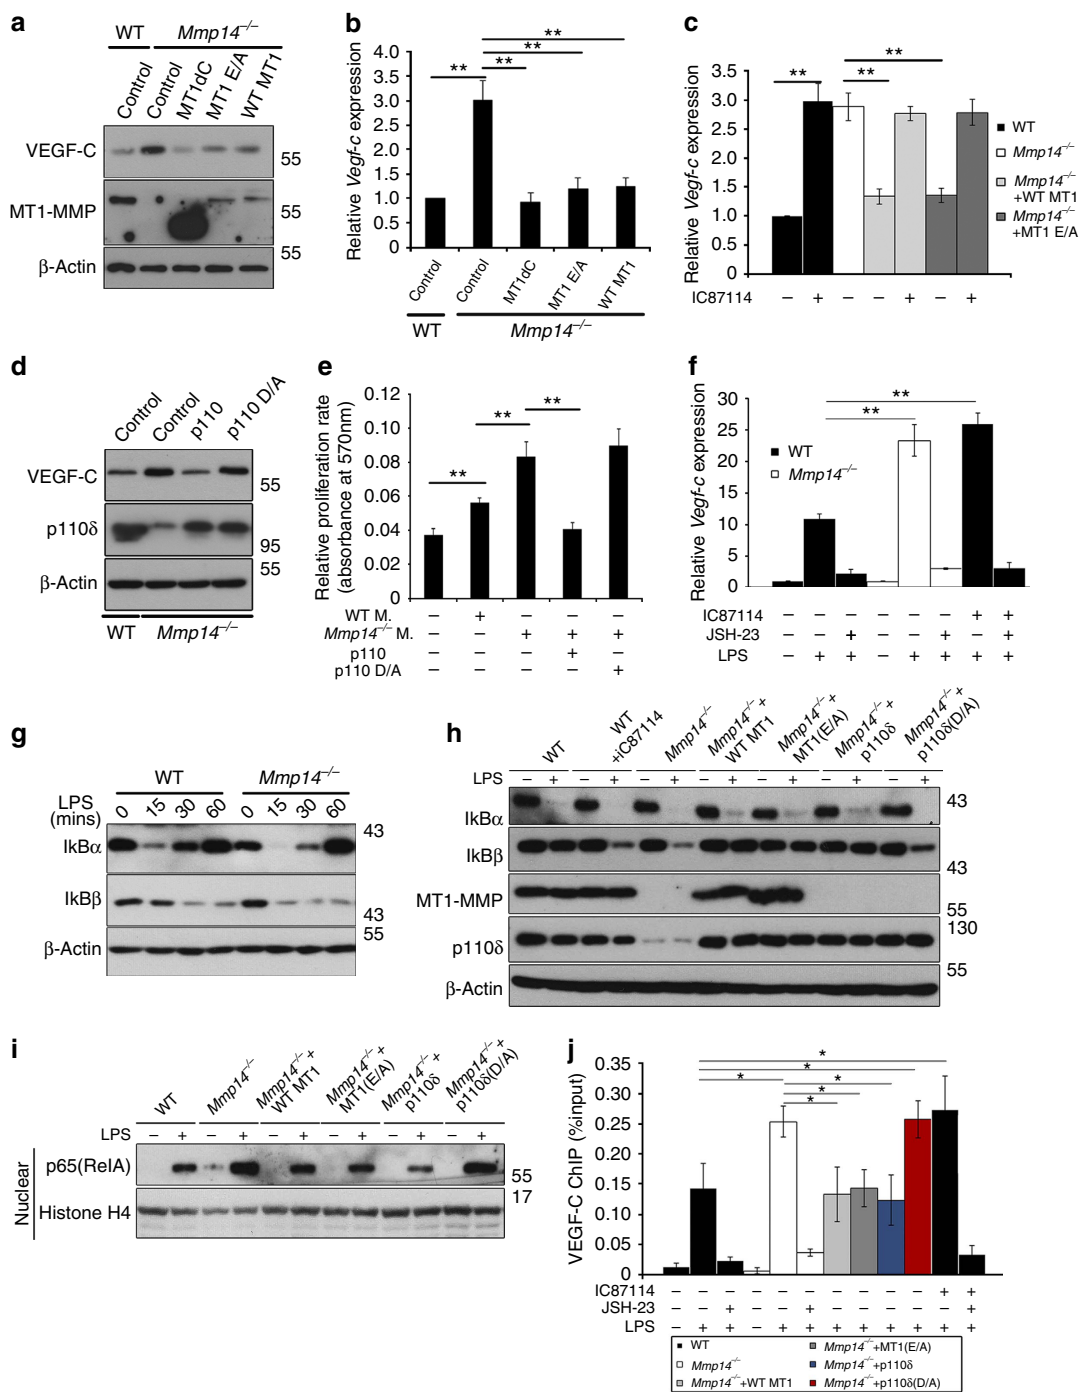 a
WT
Mmp14–/–
Control
Control
MT1dC
MT1 E/A
WT MT1
VEGF-C
55
MT1-MMP
55
55
β-Actin
b
Relative Vegf-c expression
4.0
3.5
3.0
2.5
2.0
1.5
1.0
0.5
0.0
** ** ** **
Control
Control
MT1dC
MT1 E/A
WT MT1
WT
Mmp14–/–
c
Relative Vegf-c expression
3.5
3.0
2.5
2.0
1.5
1.0
0.5
0
** ** **
IC87114 – + – – + – +
WT
Mmp14–/–
Mmp14–/–
+WT MT1
Mmp14–/–
+MT1 E/A
d
Control
Control
p110
p110 D/A
VEGF-C
55
p110δ
95
55
β-Actin
WT
Mmp14–/–
e
Relative proliferation rate
(absorbance at 570nm)
0.12
0.10
0.08
0.06
0.04
0.02
0
** ** **
WT M. – + – – –
Mmp14–/– M. – – + + +
p110 – – – + –
p110 D/A – – – – +
f
Relative Vegf-c expression
30
25
20
15
10
5
0
** **
WT
Mmp14–/–
IC87114 – – – – – – + +
JSH-23 – – + – – + – +
LPS – + + – + + + +
g
WT
Mmp14–/–
LPS
(mins)
0 15 30 60 0 15 30 60
IkBα
43
IkBβ
43
55
β-Actin
h
WT
WT
+iC87114
Mmp14–/–
Mmp14–/– +
WT MT1
Mmp14–/– +
MT1(E/A)
Mmp14–/– +
p110δ
Mmp14–/– +
p110δ(D/A)
LPS – + – + – + – + – + – + – +
IkBα
43
IkBβ
43
MT1-MMP
55
130
p110δ
55
β-Actin
i
WT
Mmp14–/–
Mmp14–/– +
WT MT1
Mmp14–/– +
MT1(E/A)
Mmp14–/– +
p110δ
Mmp14–/– +
p110δ(D/A)
LPS – + – + – + – + – + – +
Nuclear
p65(RelA)
55
17
Histone H4
j
VEGF-C ChIP (%input)
0.35
0.30
0.25
0.20
0.15
0.10
0.05
0
* * * * * *
IC87114 – – – – – – – – – – + +
JSH-23 – – + – – + – – – – – +
LPS – + + – + + + + + + + +
WT
Mmp14–/–
Mmp14–/–+WT MT1
Mmp14–/–+MT1(E/A)
Mmp14–/–+p110δ
Mmp14–/–+p110δ(D/A)